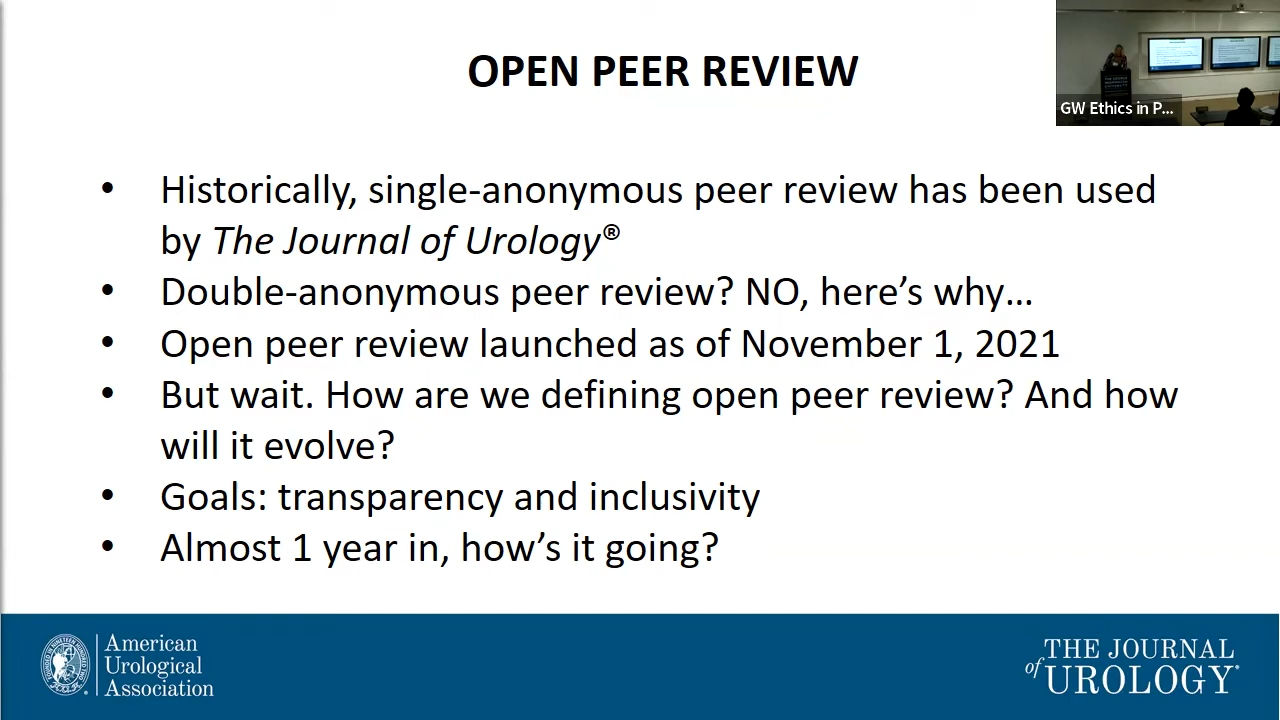 OPEN PEER REVIEW
GW Ethics in P...
• Historically, single-anonymous peer review has been used
by The Journal of Urology®
• Double-anonymous peer review? NO, here’s why…
• Open peer review launched as of November 1, 2021
• But wait. How are we defining open peer review? And how
will it evolve?
• Goals: transparency and inclusivity
• Almost 1 year in, how’s it going?
American
Urological
Association
THE JOURNAL
of UROLOGY®